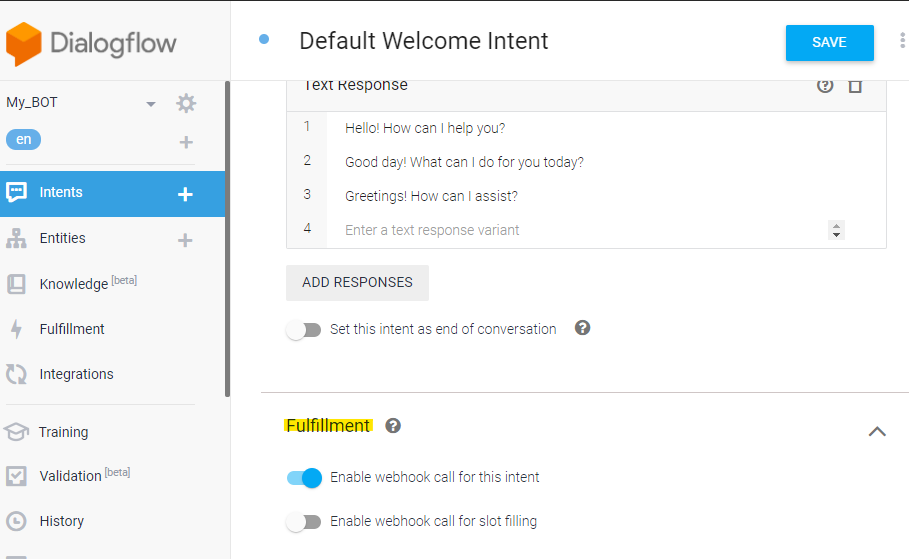 Dialogflow
My_BOT
en
Intents
Entities
Knowledge [beta]
Fulfillment
Integrations
Training
Validation [beta]
History
Default Welcome Intent
SAVE
Text Response
1 Hello! How can I help you?
2 Good day! What can I do for you today?
3 Greetings! How can I assist?
4 Enter a text response variant
ADD RESPONSES
Set this intent as end of conversation
Fulfillment
Enable webhook call for this intent
Enable webhook call for slot filling